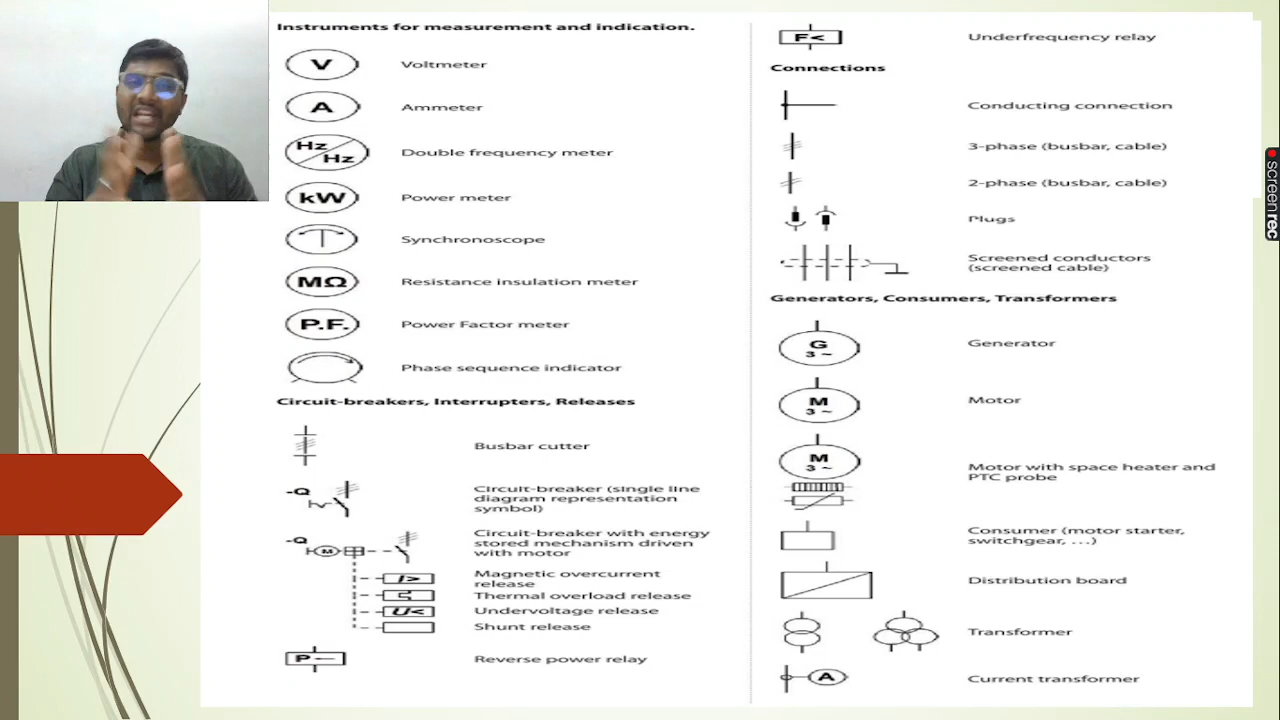 Instruments for measurement and indication.
V
Voltmeter
A
Ammeter
Hz
Hz
Double frequency meter
kW
Power meter
Synchronoscope
MΩ
Resistance insulation meter
P.F.
Power Factor meter
Phase sequence indicator
Circuit-breakers, Interrupters, Releases
Busbar cutter
-Q
Circuit-breaker (single line
diagram representation
symbol)
-Q
M
Circuit-breaker with energy
stored mechanism driven
with motor
I>
Magnetic overcurrent
release
Thermal overload release
U<
Undervoltage release
Shunt release
P←
Reverse power relay
F<
Underfrequency relay
Connections
Conducting connection
3-phase (busbar, cable)
2-phase (busbar, cable)
Plugs
Screened conductors
(screened cable)
Generators, Consumers, Transformers
G
3 ~
Generator
M
3 ~
Motor
M
3 ~
Motor with space heater and
PTC probe
Consumer (motor starter,
switchgear, ...)
Distribution board
Transformer
A
Current transformer
screenrec